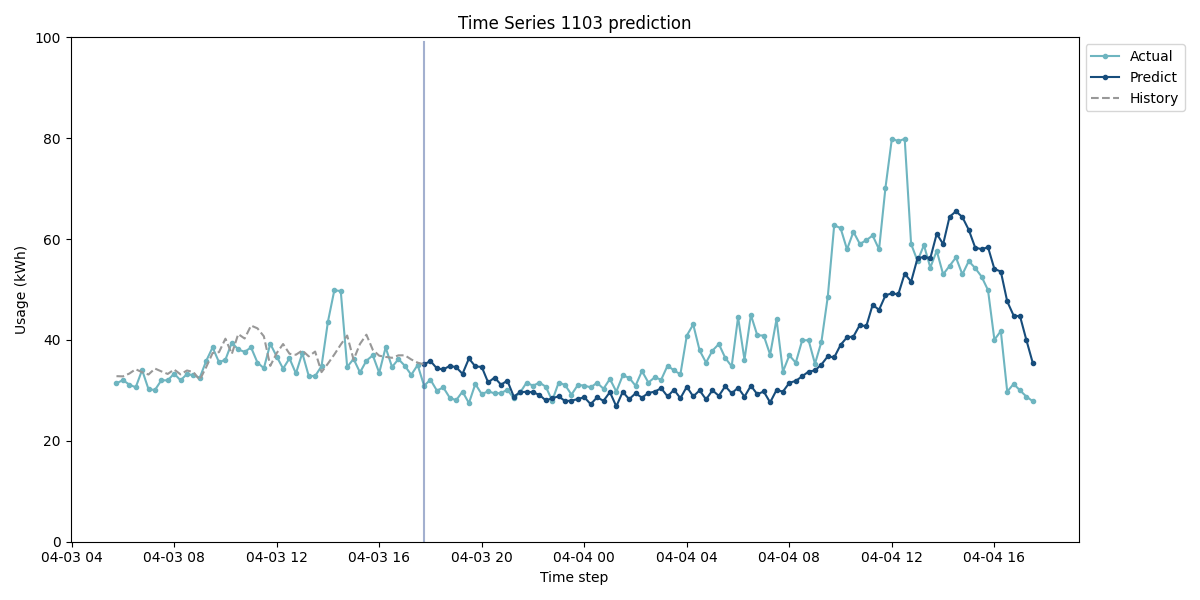 Time Series 1103 prediction
100
80
60
40
20
0
Usage (kWh)
04-03 04
04-03 08
04-03 12
04-03 16
04-03 20
04-04 00
04-04 04
04-04 08
04-04 12
04-04 16
Time step
Actual
Predict
History